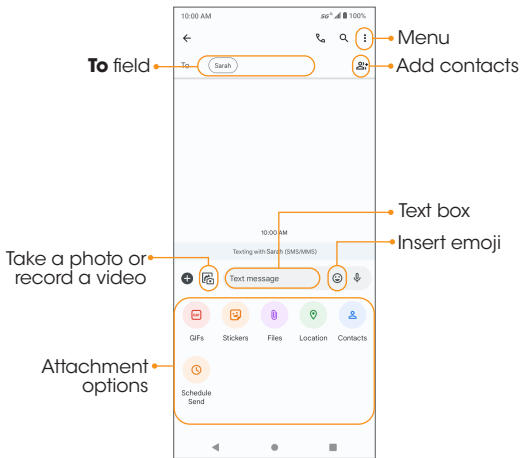 10:00 AM
5G 100%
Menu
To field
To
Sarah
Add contacts
Text box
10:00 AM
Insert emoji
Texting with Sarah (SMS/MMS)
Take a photo or
record a video
Text message
GIF
GIFs
Stickers
Files
Location
Contacts
Attachment
options
Schedule
Send